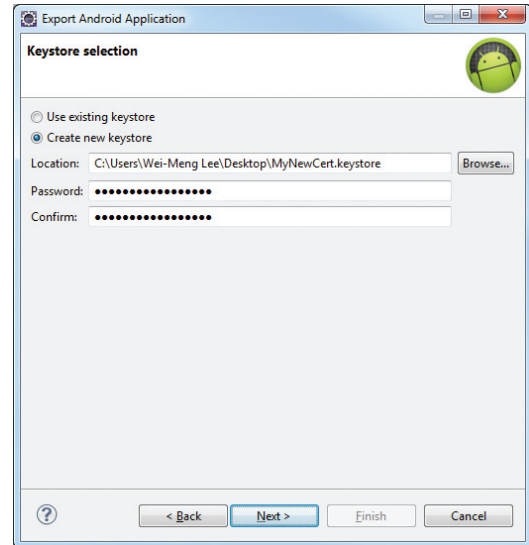 Export Android Application
Keystore selection
Use existing keystore
Create new keystore
Location: C:\Users\Wei-Meng Lee\Desktop\MyNewCert.keystore Browse...
Password: •••••••••••••••••
Confirm: •••••••••••••••••
? < Back Next > Finish Cancel